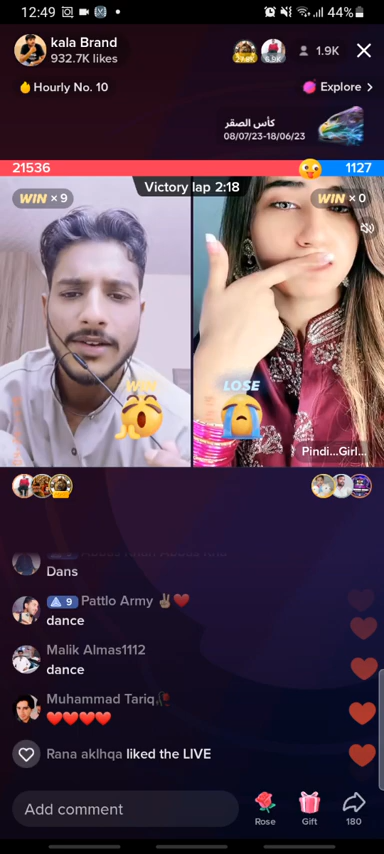 12:49
44%
kala Brand
932.7K likes
1.9K
Hourly No. 10
Explore >
كأس الصقر
08/07/23-18/06/23
21536
1127
Victory lap 2:18
WIN × 9
WIN × 0
WIN
LOSE
Pindi...Girl...
Dans
9 Pattlo Army ✌️❤️
dance
Malik Almas1112
dance
Muhammad Tariq🥀
❤️❤️❤️❤️
Rana aklhqa liked the LIVE
Add comment
Rose
Gift
180